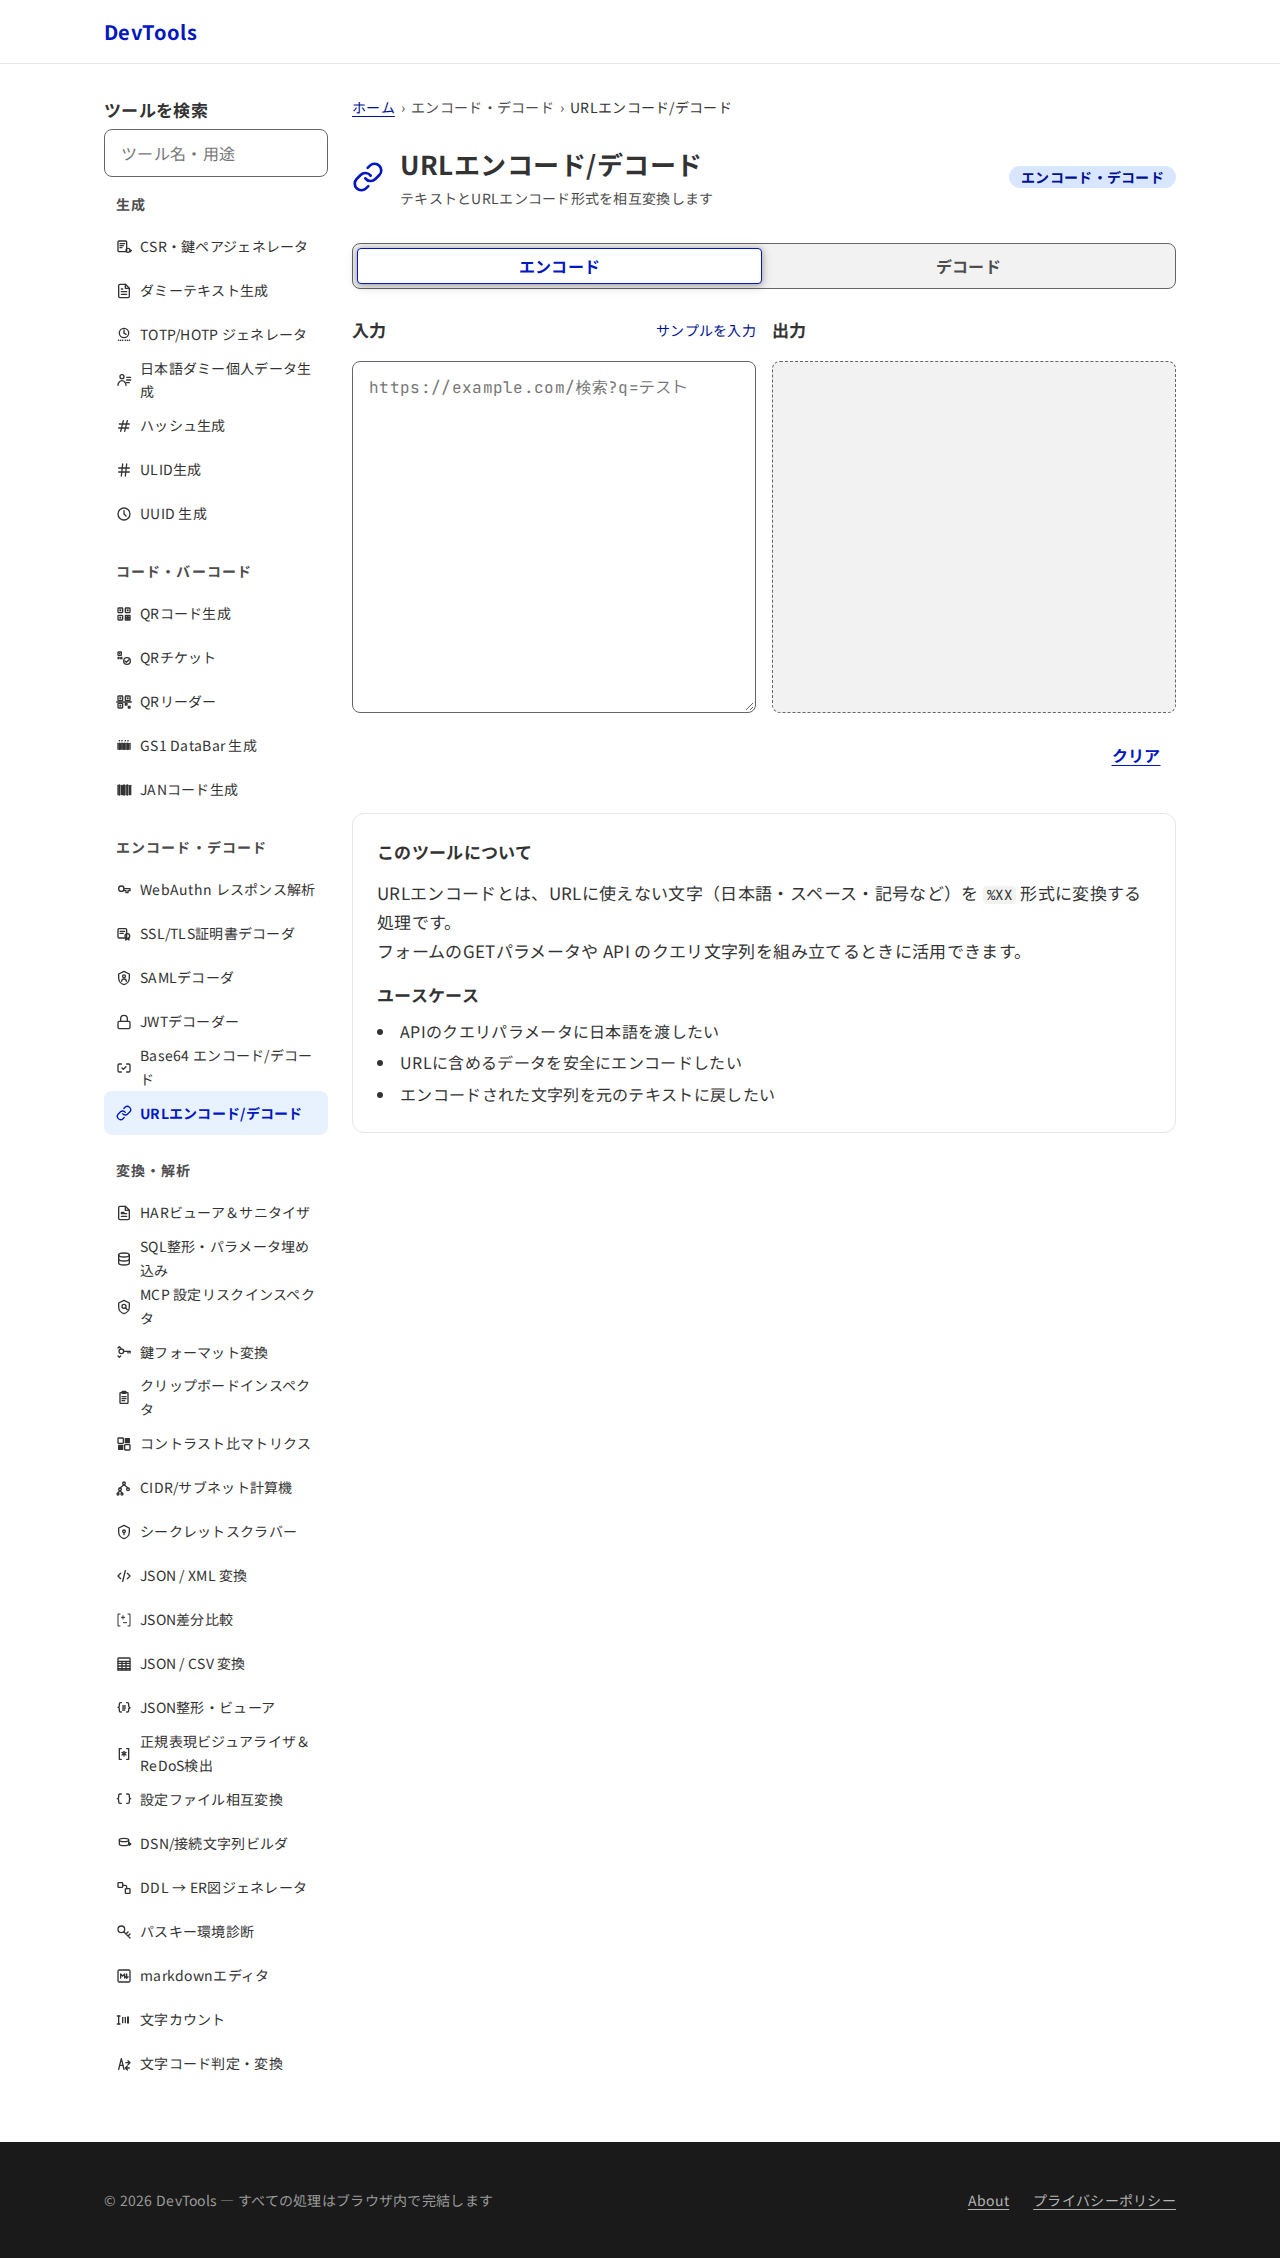 DevTools
ツールを検索
ツール名・用途
生成
CSR・鍵ペアジェネレータ
ダミーテキスト生成
TOTP/HOTP ジェネレータ
日本語ダミー個人データ生
成
ハッシュ生成
ULID生成
UUID 生成
コード・バーコード
QRコード生成
QRチケット
QRリーダー
GS1 DataBar 生成
JANコード生成
エンコード・デコード
WebAuthn レスポンス解析
SSL/TLS証明書デコーダ
SAMLデコーダ
JWTデコーダー
Base64 エンコード/デコー
ド
URLエンコード/デコード
変換・解析
HARビューア＆サニタイザ
SQL整形・パラメータ埋め
込み
MCP 設定リスクインスペク
タ
鍵フォーマット変換
クリップボードインスペク
タ
コントラスト比マトリクス
CIDR/サブネット計算機
シークレットスクラバー
JSON / XML 変換
JSON差分比較
JSON / CSV 変換
JSON整形・ビューア
正規表現ビジュアライザ＆
ReDoS検出
設定ファイル相互変換
DSN/接続文字列ビルダ
DDL → ER図ジェネレータ
パスキー環境診断
markdownエディタ
文字カウント
文字コード判定・変換
ホーム › エンコード・デコード › URLエンコード/デコード
URLエンコード/デコード
テキストとURLエンコード形式を相互変換します
エンコード・デコード
エンコード
デコード
入力
サンプルを入力
出力
https://example.com/検索?q=テスト
クリア
このツールについて
URLエンコードとは、URLに使えない文字（日本語・スペース・記号など）を %XX 形式に変換する
処理です。
フォームのGETパラメータや API のクエリ文字列を組み立てるときに活用できます。
ユースケース
APIのクエリパラメータに日本語を渡したい
URLに含めるデータを安全にエンコードしたい
エンコードされた文字列を元のテキストに戻したい
© 2026 DevTools — すべての処理はブラウザ内で完結します
About
プライバシーポリシー